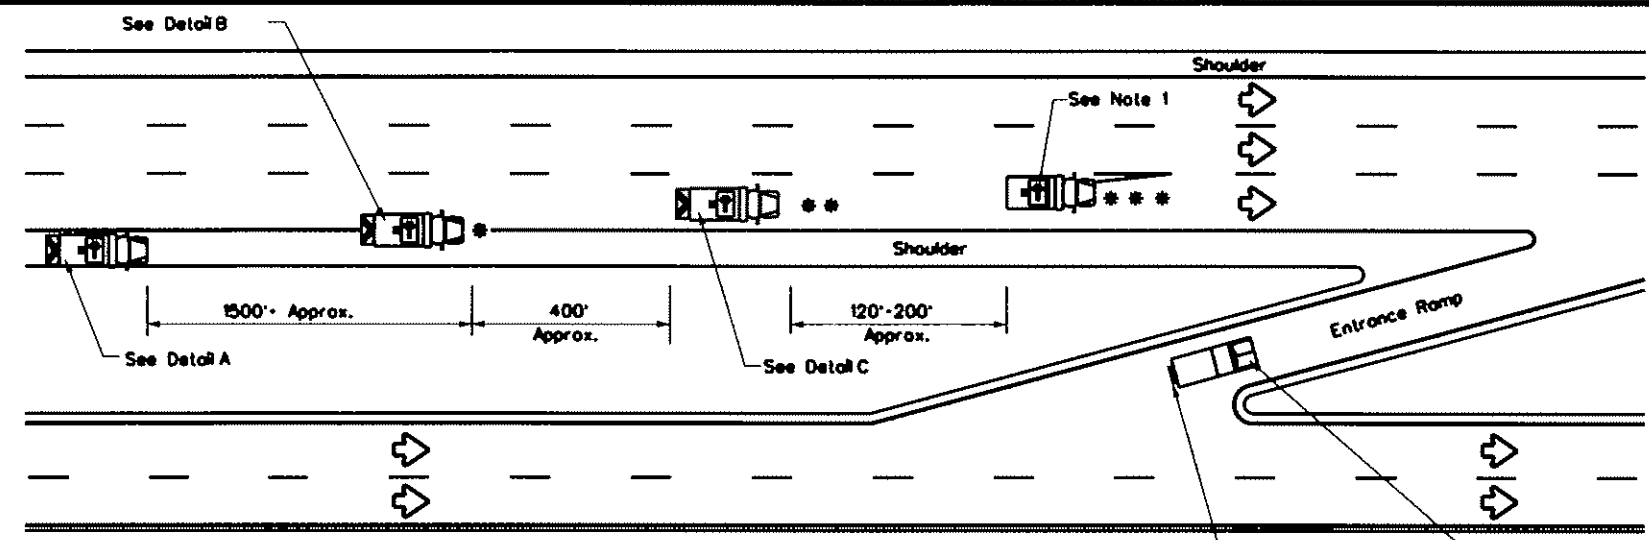 See Detail B
Shoulder
See Note 1
Shoulder
1500'+ Approx.
400'
Approx.
120'-200'
Approx.
Entrance Ramp
See Detail A
See Detail C